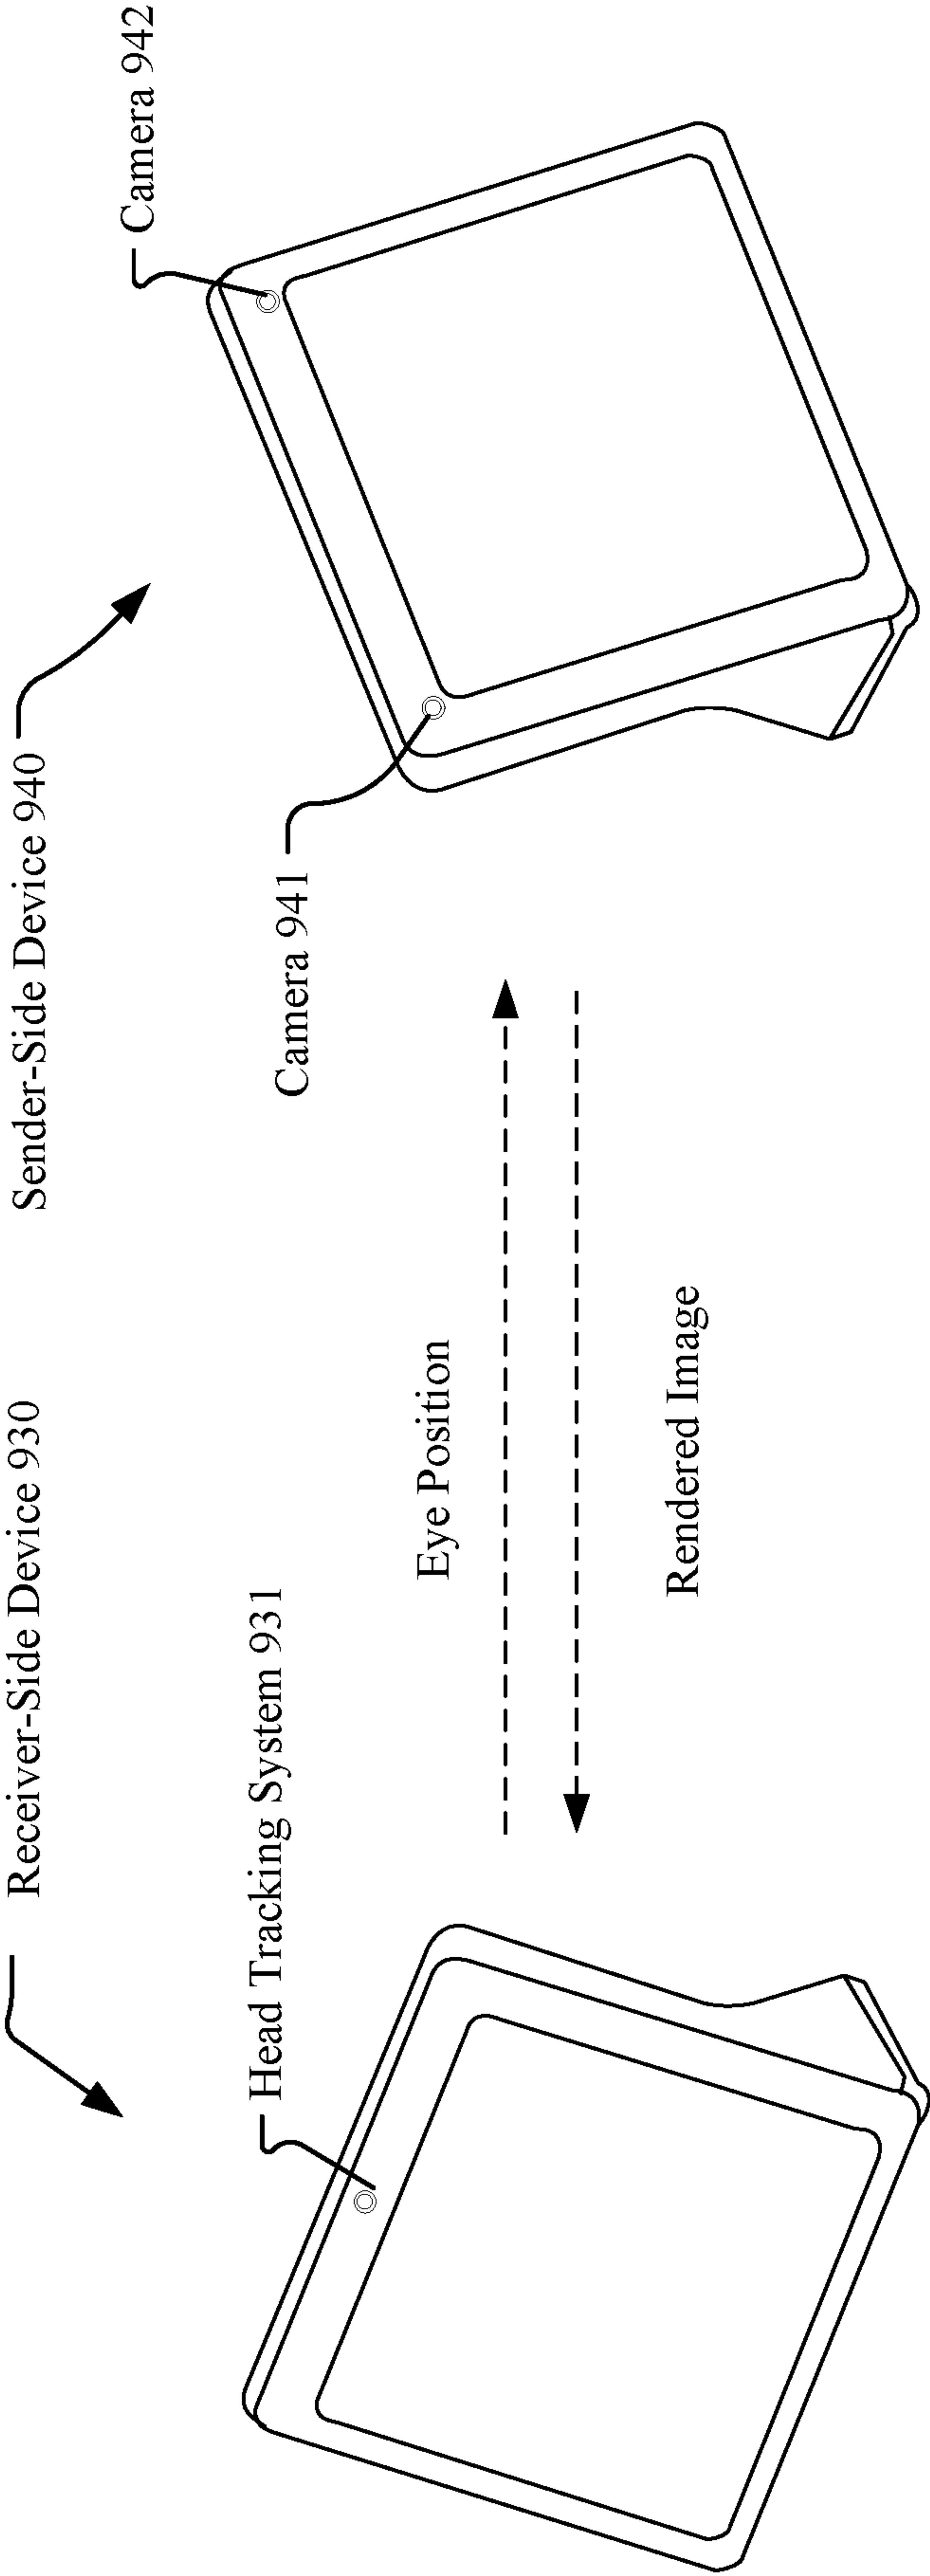 Receiver-Side Device 930
Sender-Side Device 940
Head Tracking System 931
Camera 941
Camera 942
Eye Position
Rendered Image